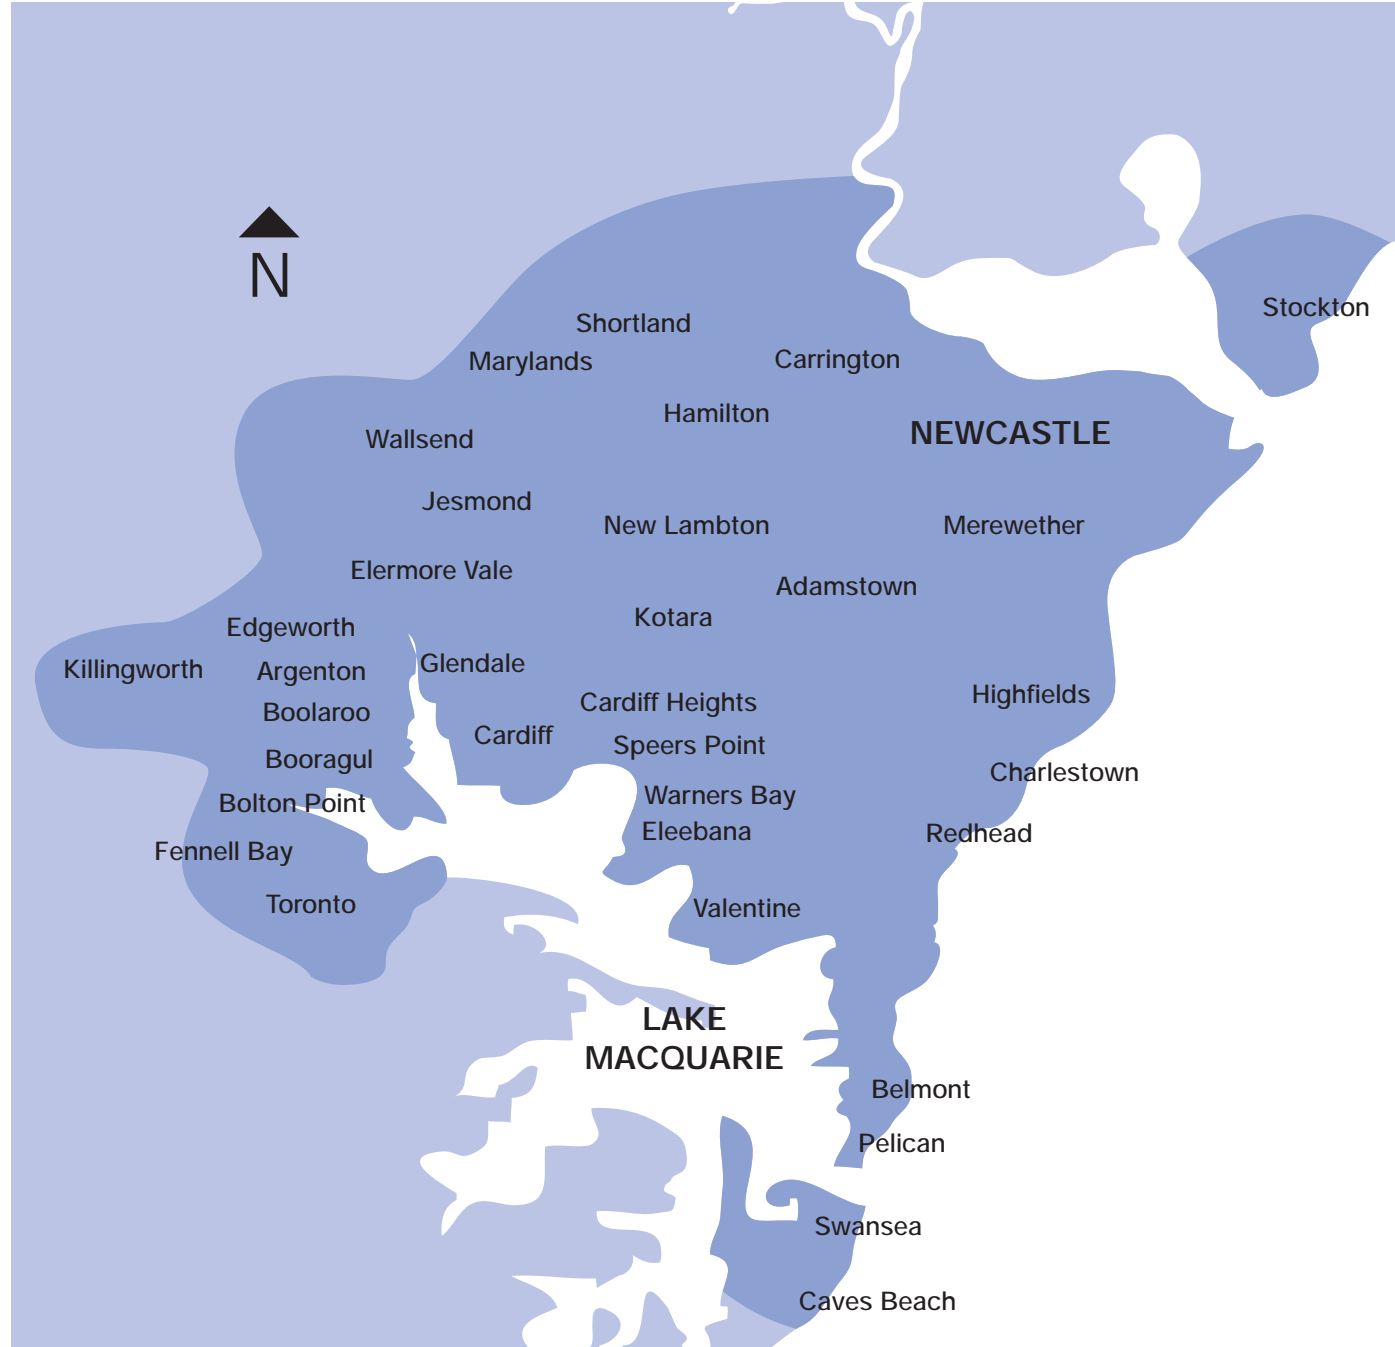 N
Stockton
Shortland
Marylands
Carrington
Hamilton
NEWCASTLE
Wallsend
Jesmond
New Lambton
Merewether
Elermore Vale
Adamstown
Kotara
Edgeworth
Killingworth
Argenton
Glendale
Cardiff Heights
Highfields
Boolaroo
Cardiff
Speers Point
Booragul
Charlestown
Bolton Point
Warners Bay
Eleebana
Redhead
Fennell Bay
Toronto
Valentine
LAKE
MACQUARIE
Belmont
Pelican
Swansea
Caves Beach